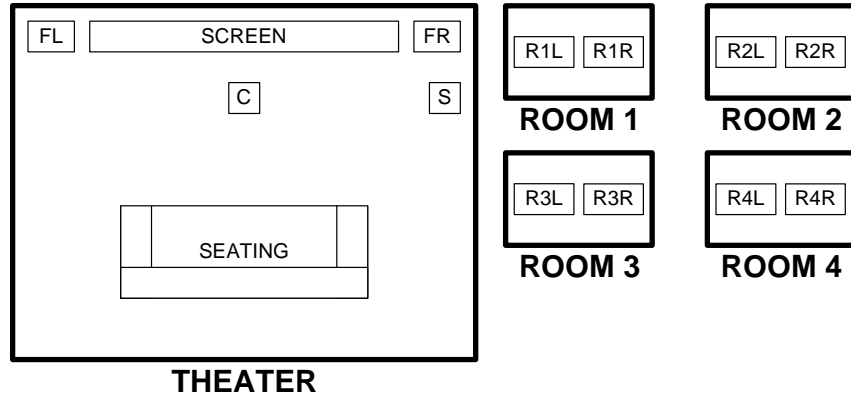 FL SCREEN FR
C S
SEATING
THEATER
R1L R1R
ROOM 1
R2L R2R
ROOM 2
R3L R3R
ROOM 3
R4L R4R
ROOM 4